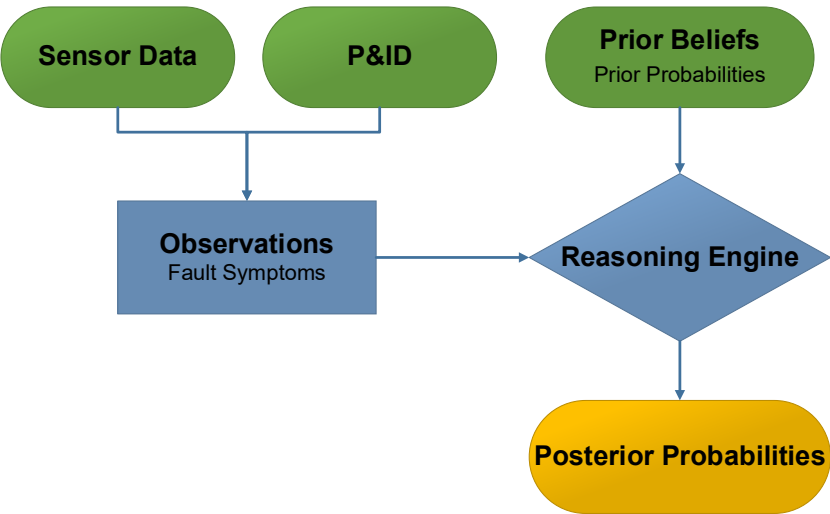 Sensor Data
P&ID
Prior Beliefs
Prior Probabilities
Observations
Fault Symptoms
Reasoning Engine
Posterior Probabilities